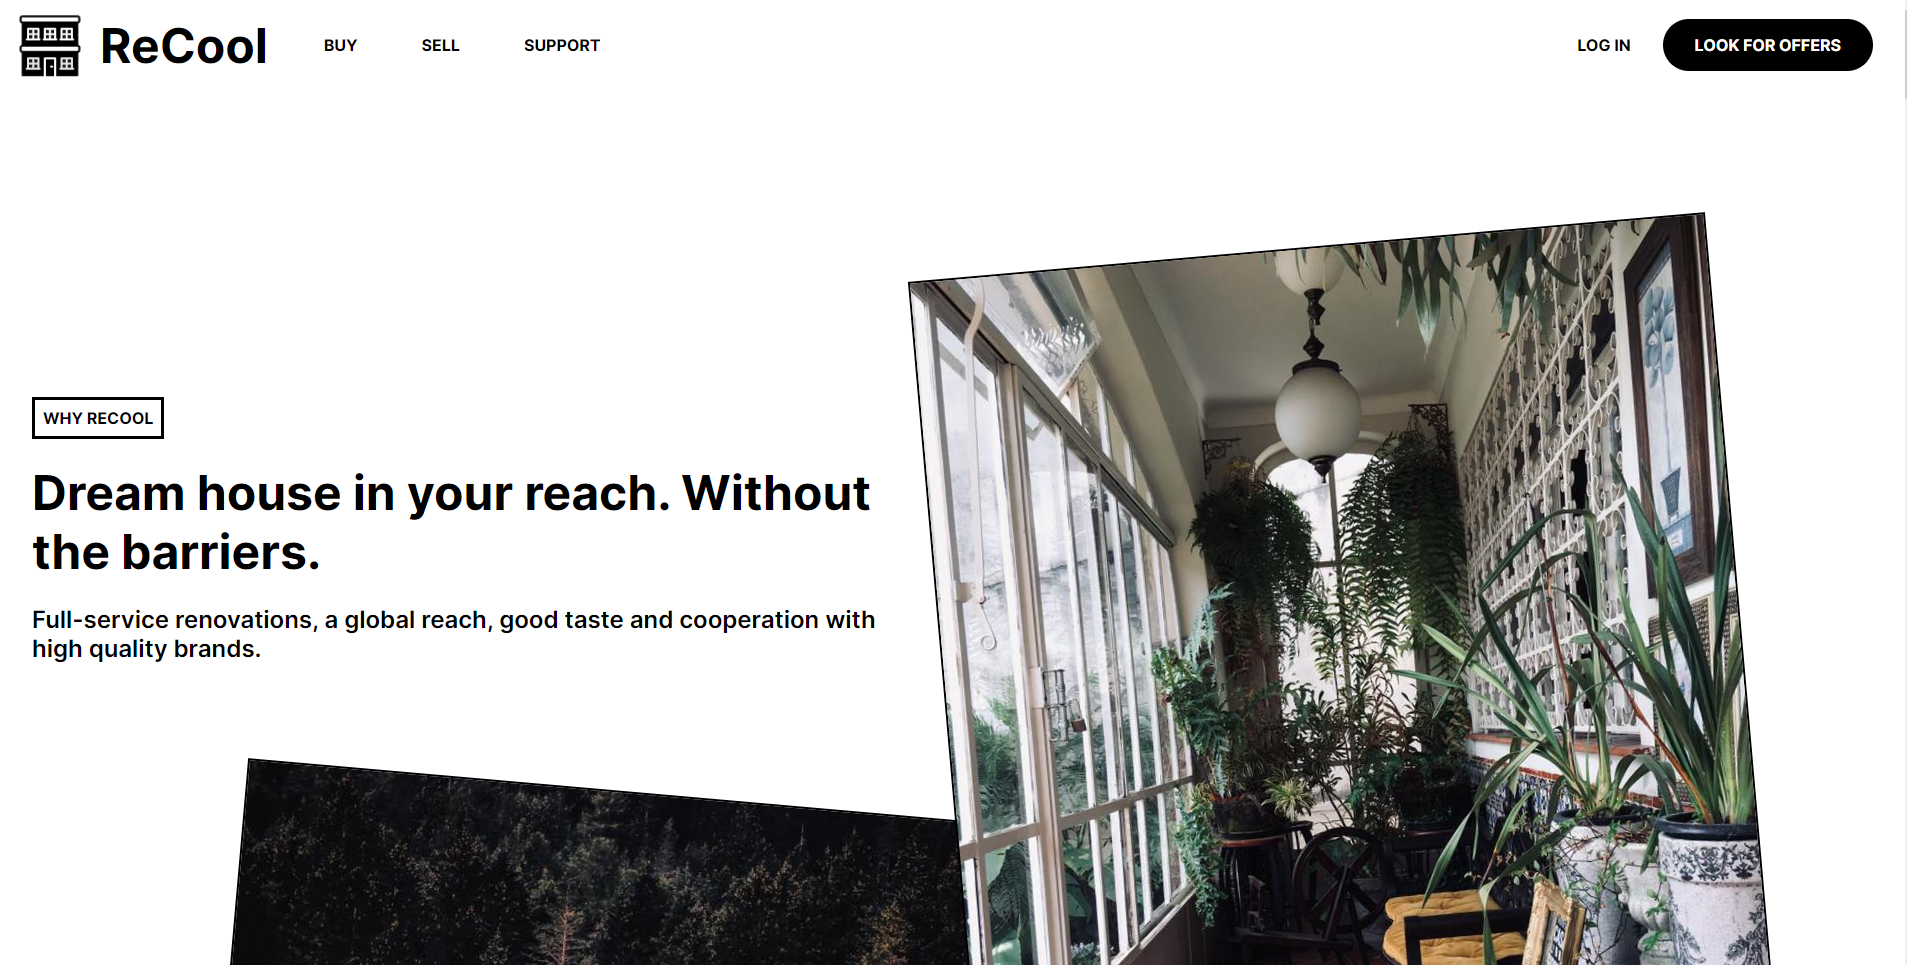 ReCool
BUY
SELL
SUPPORT
LOG IN
LOOK FOR OFFERS
WHY RECOOL
Dream house in your reach. Without
the barriers.
Full-service renovations, a global reach, good taste and cooperation with
high quality brands.